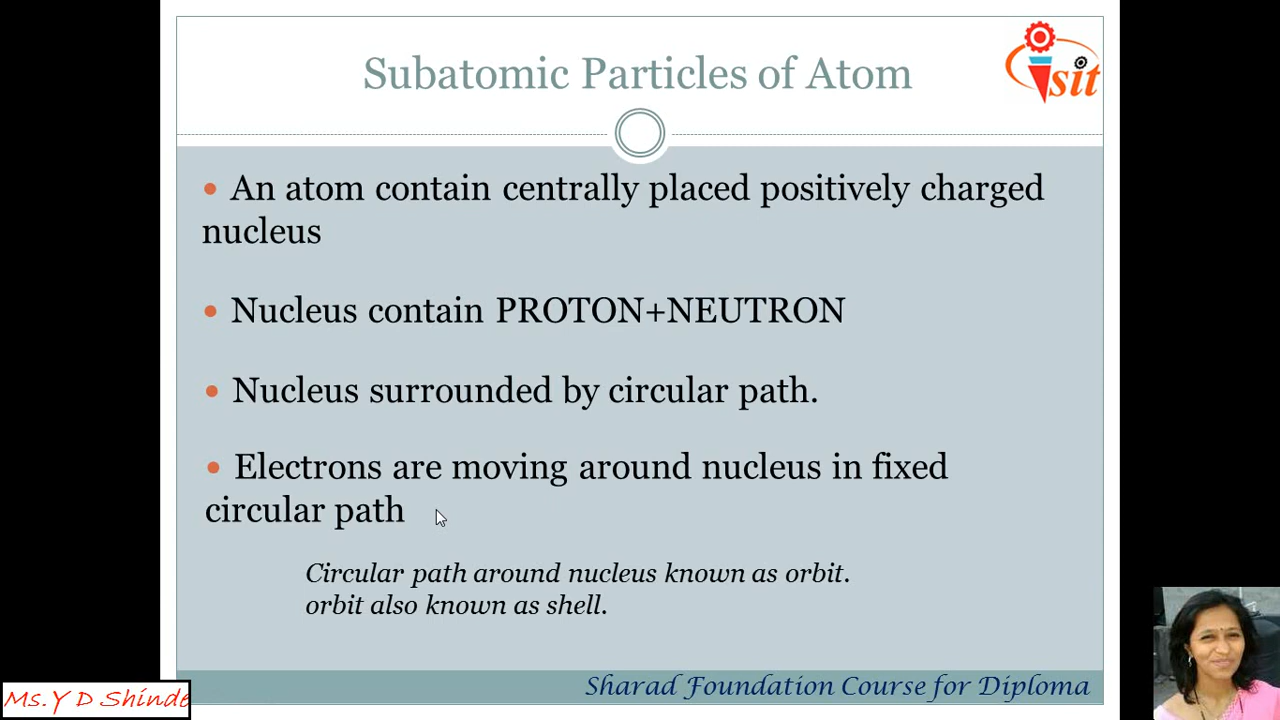 Subatomic Particles of Atom
sit
• An atom contain centrally placed positively charged
nucleus
• Nucleus contain PROTON+NEUTRON
• Nucleus surrounded by circular path.
• Electrons are moving around nucleus in fixed
circular path
Circular path around nucleus known as orbit.
orbit also known as shell.
Sharad Foundation Course for Diploma
Ms. Y D Shinde